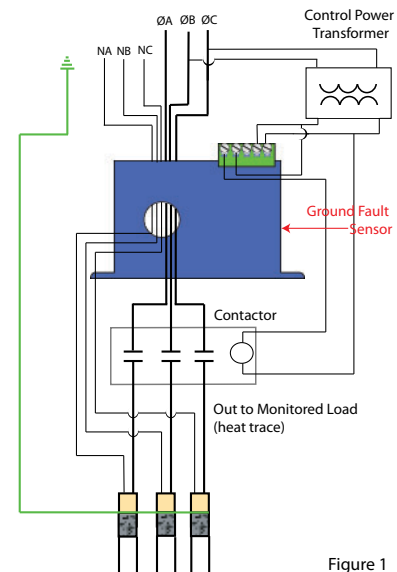 Control Power
Transformer
ØA ØB ØC
NA NB NC
Ground Fault
Sensor
Contactor
Out to Monitored Load
(heat trace)
Figure 1